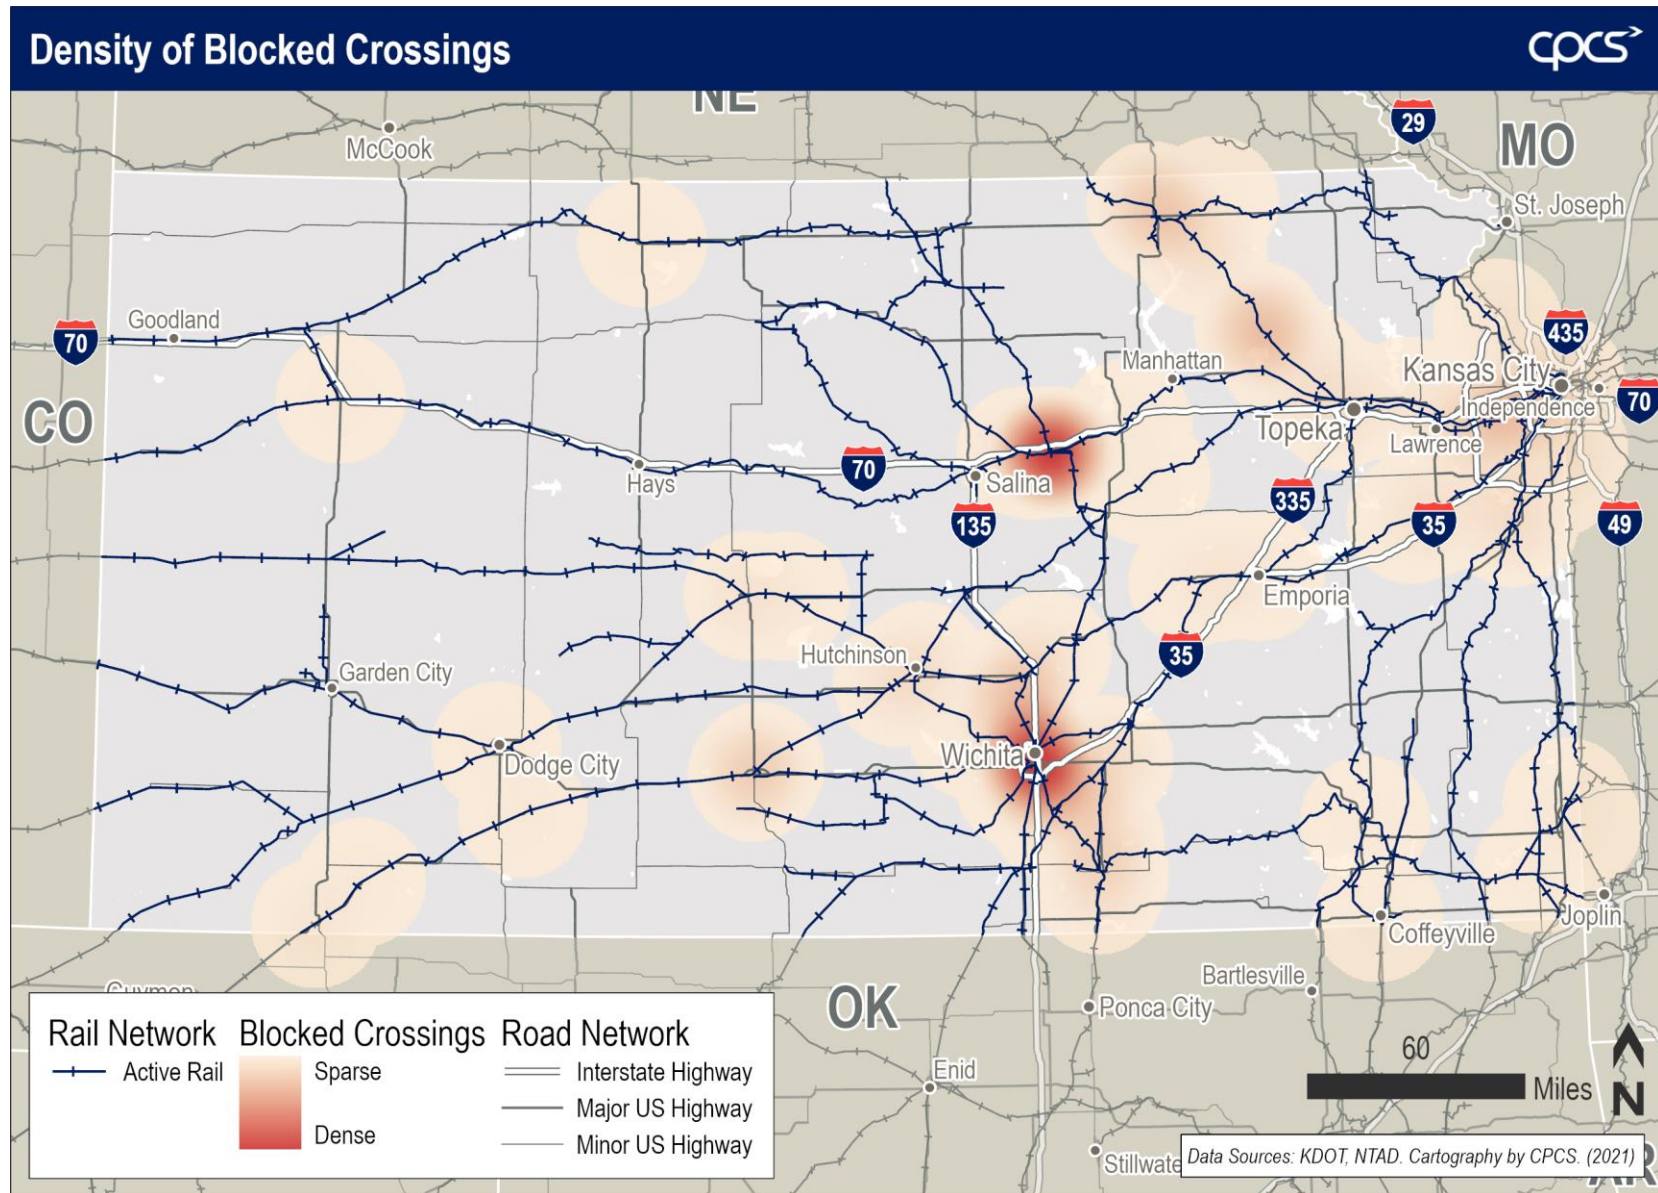 Density of Blocked Crossings
cpcs
NE
29
MO
McCook
St. Joseph
70
Goodland
435
Manhattan
Kansas City
70
CO
Independence
Topeka
Lawrence
70
Hays
Salina
335
135
35
49
Emporia
Hutchinson
35
Garden City
Wichita
Dodge City
Joplin
Coffeyville
Bartlesville
Guymon
OK
Ponca City
Rail Network
Active Rail
Blocked Crossings
Sparse
Dense
Road Network
Interstate Highway
Major US Highway
Minor US Highway
Enid
60
Miles
N
Stillwate
Data Sources: KDOT, NTAD. Cartography by CPCS. (2021)
AR